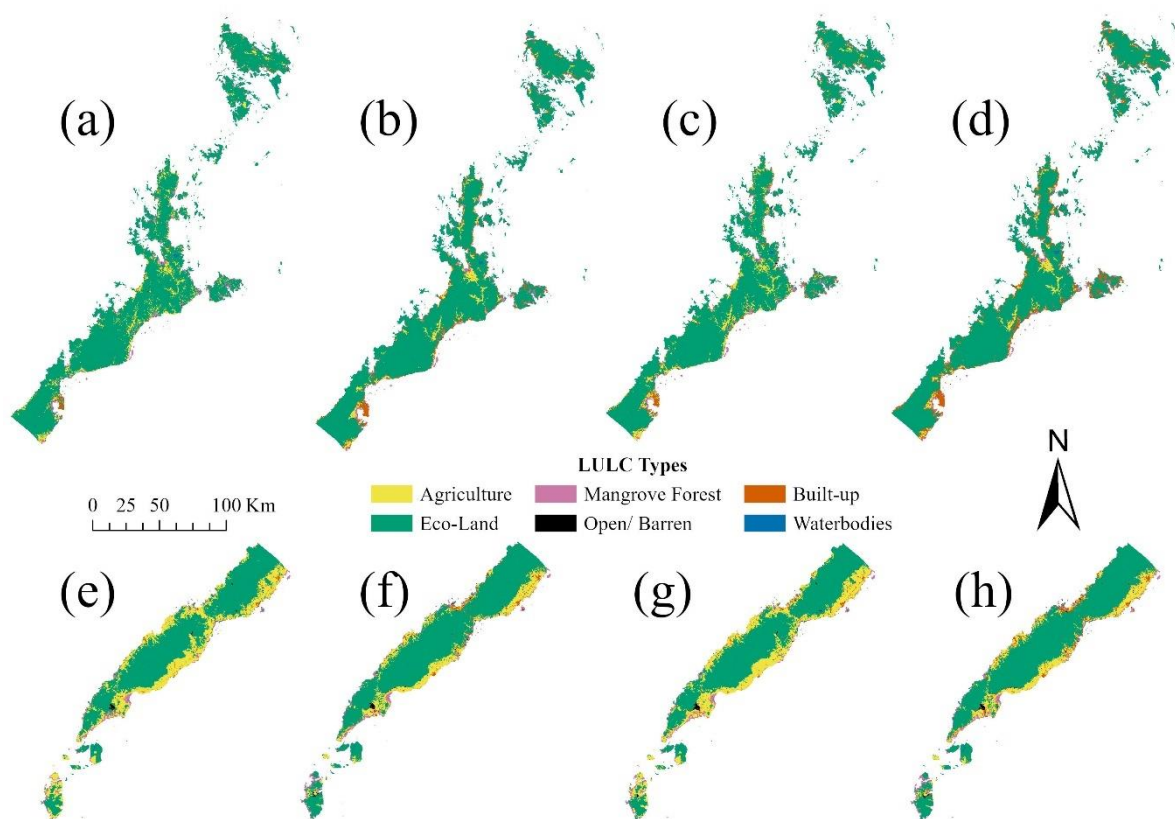 (a) (b) (c) (d)
N
LULC Types
0 25 50 100 Km
Agriculture Mangrove Forest Built-up
Eco-Land Open/ Barren Waterbodies
(e) (f) (g) (h)